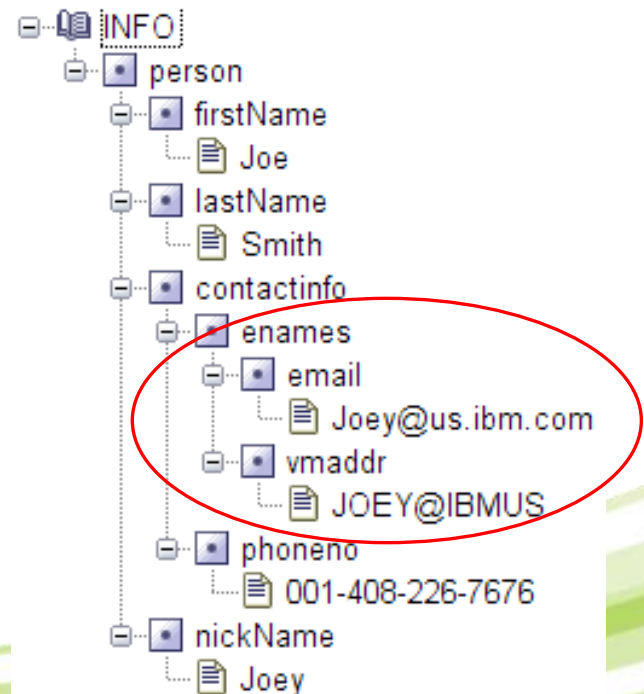 INFO
person
firstName
Joe
lastName
Smith
contactinfo
enames
email
Joey@us.ibm.com
vmaddr
JOEY@IBMUS
phoneno
001-408-226-7676
nickName
Joey